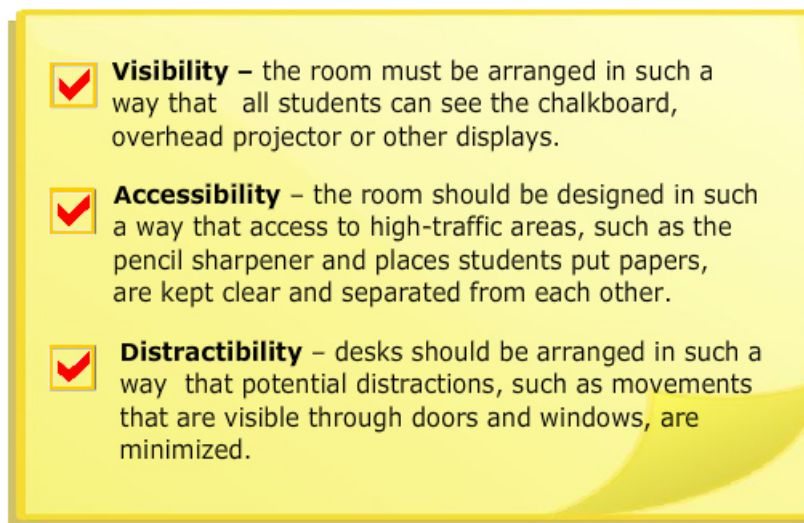 Visibility – the room must be arranged in such a
way that all students can see the chalkboard,
overhead projector or other displays.
Accessibility – the room should be designed in such
a way that access to high-traffic areas, such as the
pencil sharpener and places students put papers,
are kept clear and separated from each other.
Distractibility – desks should be arranged in such a
way that potential distractions, such as movements
that are visible through doors and windows, are
minimized.